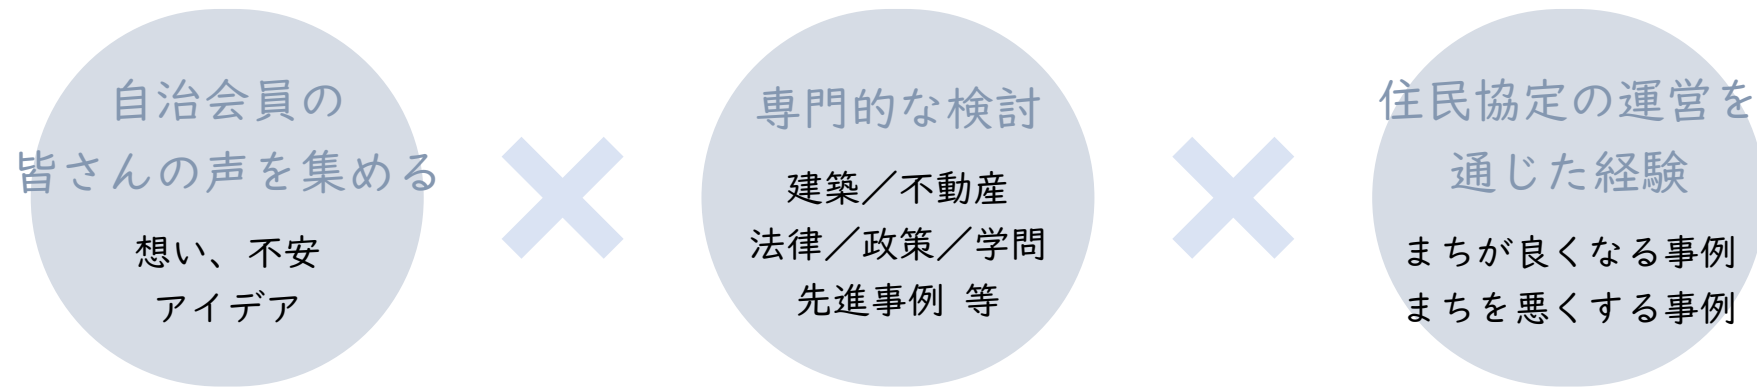 自治会員の
皆さんの声を集める
想い、不安
アイデア
専門的な検討
建築／不動産
法律／政策／学問
先進事例 等
住民協定の運営を
通じた経験
まちが良くなる事例
まちを悪くする事例